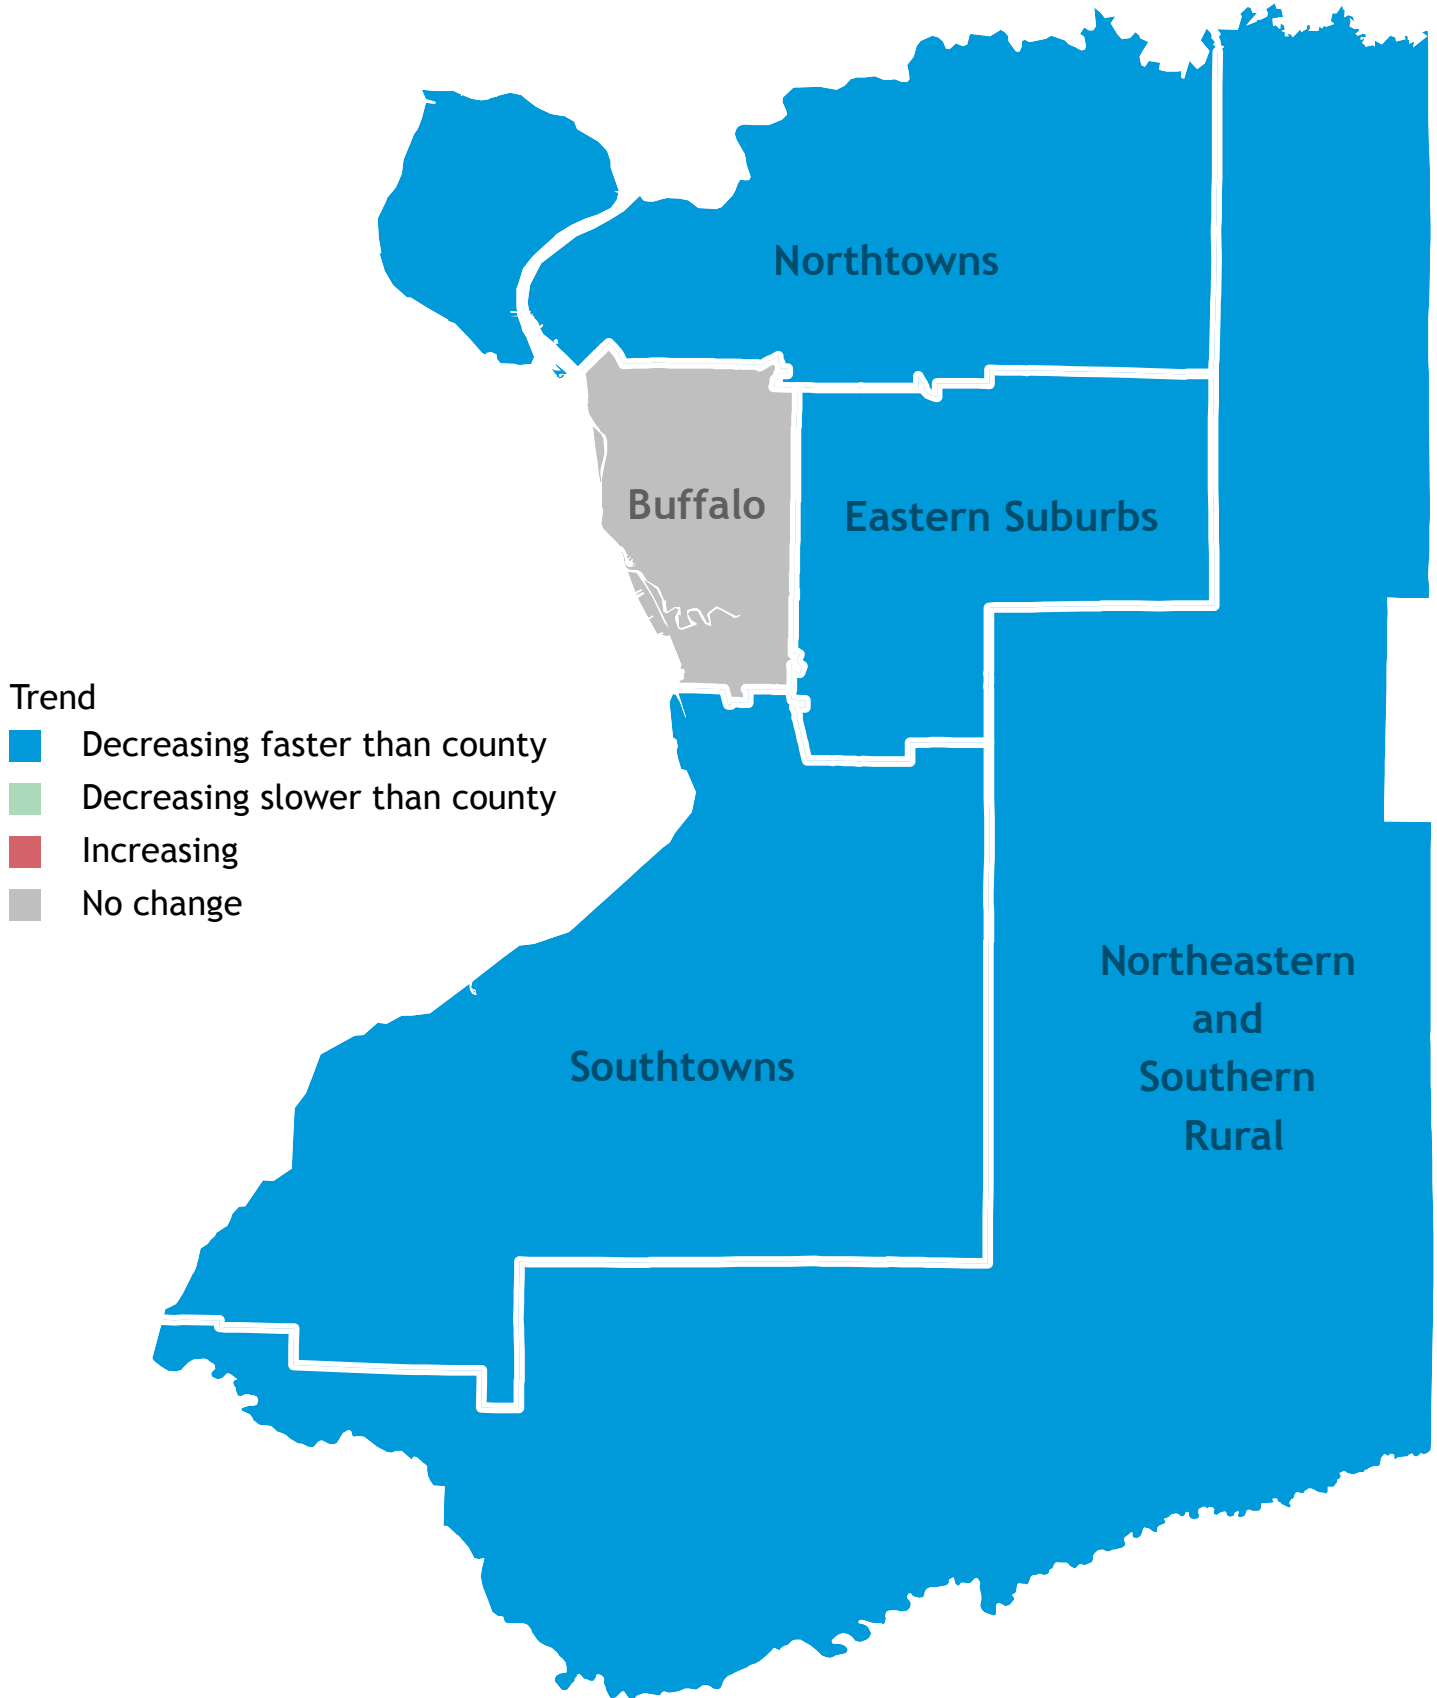 Northtowns
Buffalo
Eastern Suburbs
Trend
Decreasing faster than county
Decreasing slower than county
Increasing
No change
Northeastern
and
Southern
Rural
Southtowns